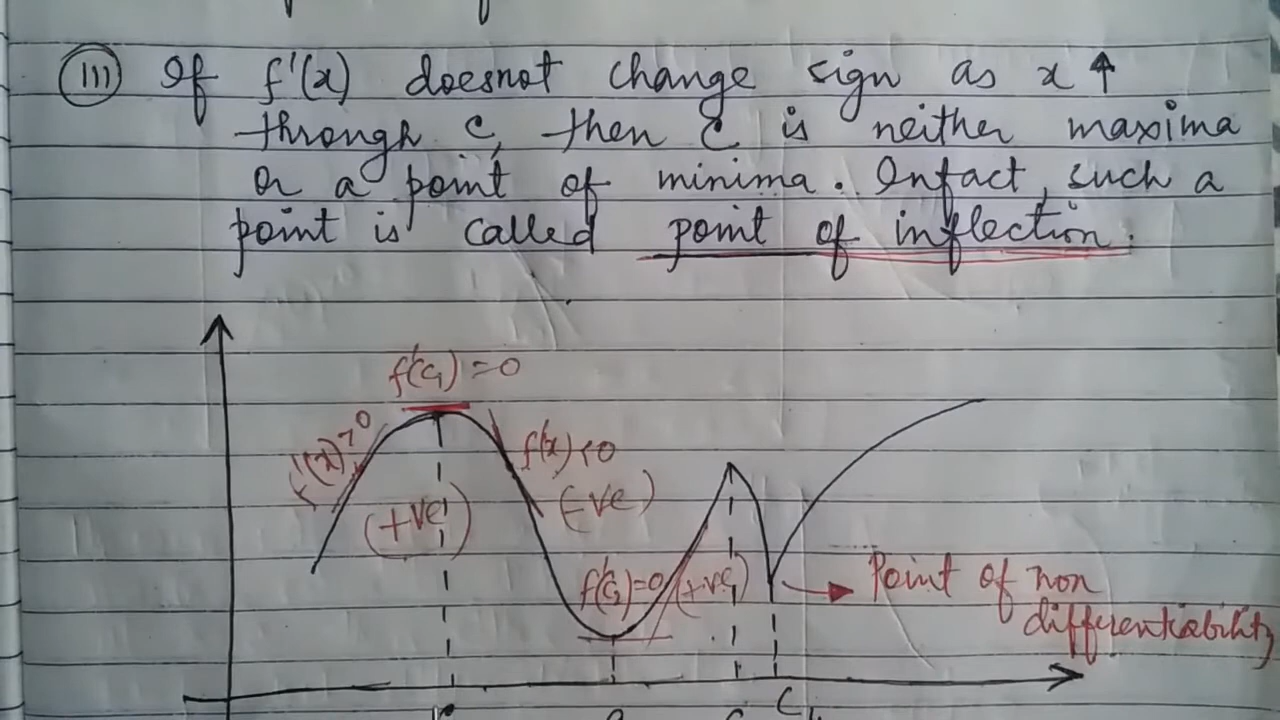 (111) If f'(x) doesnot change sign as x ↑
through c, then c is neither maxima
or a point of minima. Infact, such a
point is called point of inflection.
f'(c₁) = 0
f'(x) > 0
f'(x) < 0
(+ve)
(-ve)
f'(c₂) = 0 (+ve)
Point of non
differentiability